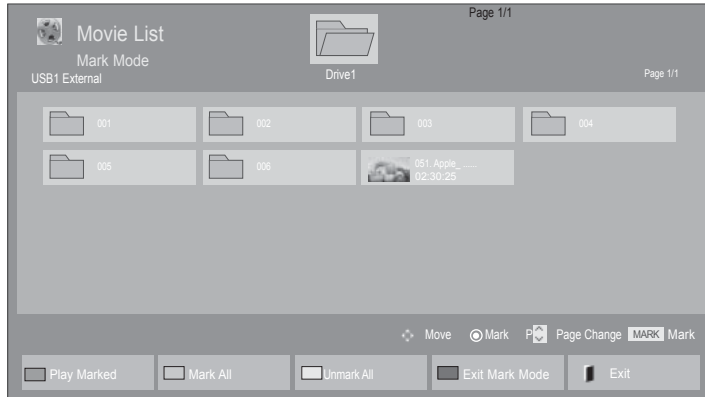 Page 1/1
Movie List
Mark Mode
USB1 External
Drive1
Page 1/1
001
002
003
004
005
006
051. Apple_ ......
02:30:25
Move
Mark
P
Page Change
MARK
Mark
Play Marked
Mark All
Unmark All
Exit Mark Mode
Exit